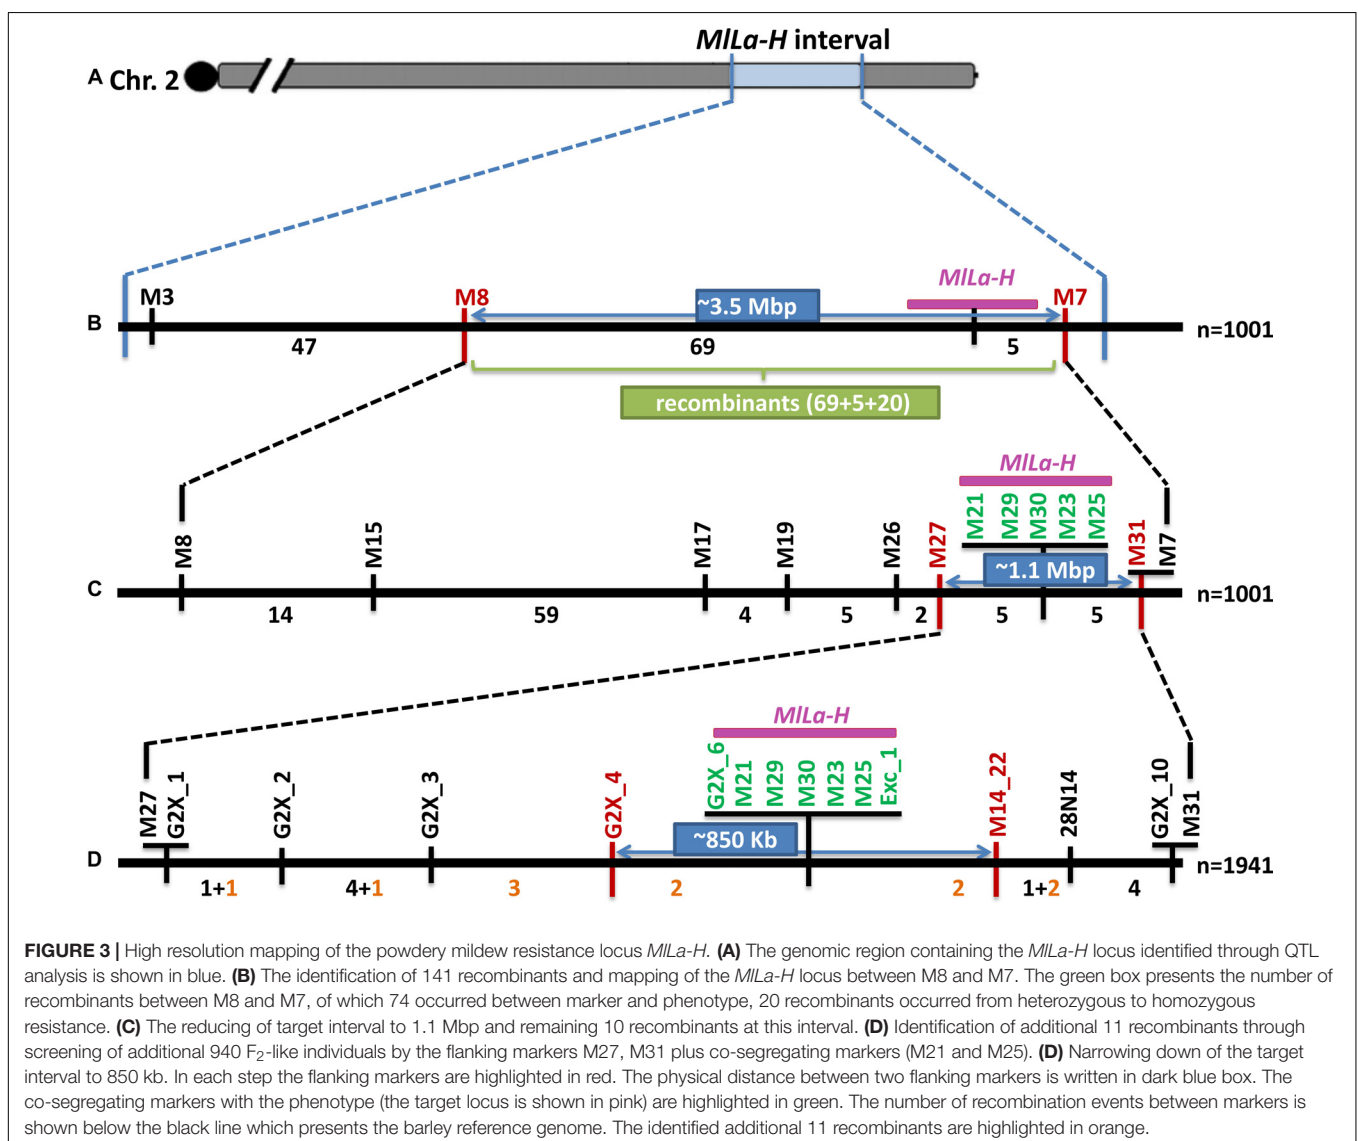 MlLa-H interval
A Chr. 2
MlLa-H
M3 M8 ~3.5 Mbp M7
B n=1001
47 69 5
recombinants (69+5+20)
MlLa-H
M21 M29 M30 M23 M25
M8 M15 M17 M19 M26 M27 M31 M7
~1.1 Mbp
C n=1001
14 59 4 5 2 5 5
MlLa-H
G2X_6 M21 M29 M30 M23 M25 Exc_1
M27 G2X_1 G2X_2 G2X_3 G2X_4 M14_22 28N14 G2X_10 M31
~850 Kb
D n=1941
1+1 4+1 3 2 2 1+2 4
FIGURE 3 | High resolution mapping of the powdery mildew resistance locus MlLa-H. (A) The genomic region containing the MlLa-H locus identified through QTL
analysis is shown in blue. (B) The identification of 141 recombinants and mapping of the MlLa-H locus between M8 and M7. The green box presents the number of
recombinants between M8 and M7, of which 74 occurred between marker and phenotype, 20 recombinants occurred from heterozygous to homozygous
resistance. (C) The reducing of target interval to 1.1 Mbp and remaining 10 recombinants at this interval. (D) Identification of additional 11 recombinants through
screening of additional 940 F₂-like individuals by the flanking markers M27, M31 plus co-segregating markers (M21 and M25). (D) Narrowing down of the target
interval to 850 kb. In each step the flanking markers are highlighted in red. The physical distance between two flanking markers is written in dark blue box. The
co-segregating markers with the phenotype (the target locus is shown in pink) are highlighted in green. The number of recombination events between markers is
shown below the black line which presents the barley reference genome. The identified additional 11 recombinants are highlighted in orange.